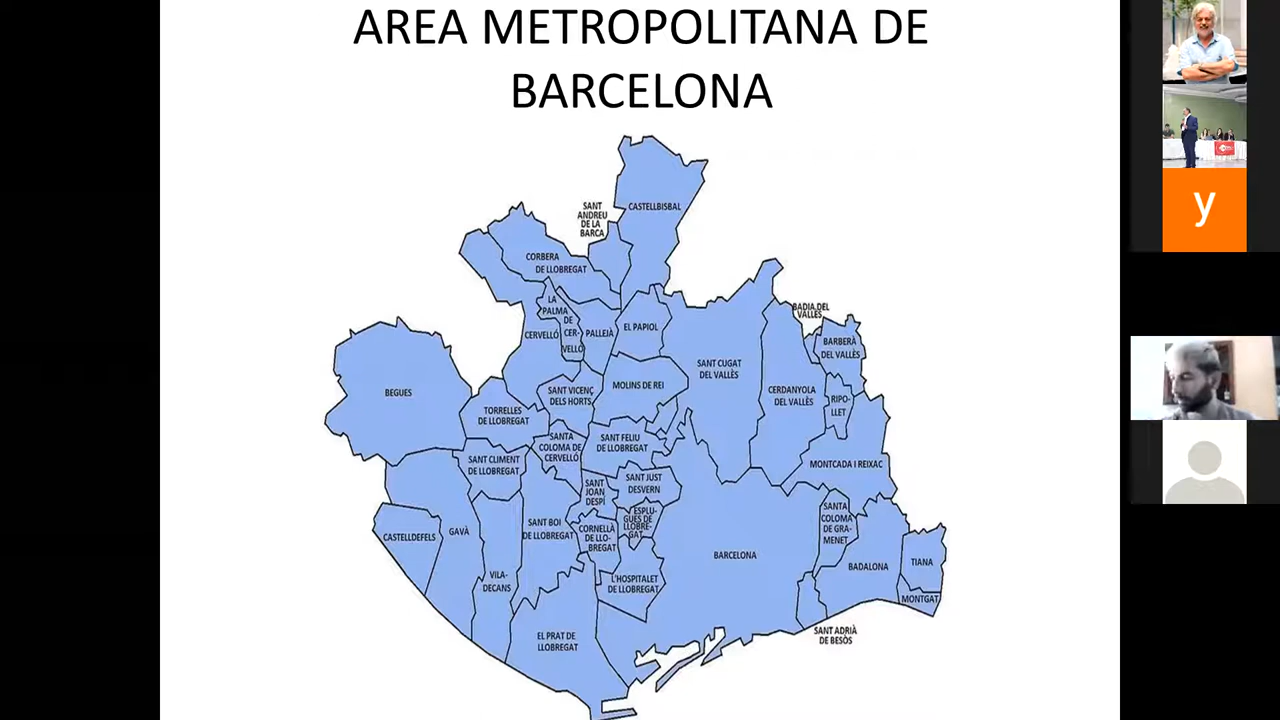 AREA METROPOLITANA DE
BARCELONA
SANT
ANDREU
DE LA
BARCA
CASTELLBISBAL
CORBERA
DE LLOBREGAT
LA
PALMA
DE
CER-
VELLÓ
CERVELLÓ
PALLEJÀ
EL PAPIOL
BADIA DEL
VALLÈS
BARBERÀ
DEL VALLÈS
SANT CUGAT
DEL VALLÈS
CERDANYOLA
DEL VALLÈS
RIPO-
LLET
BEGUES
SANT VICENÇ
DELS HORTS
MOLINS DE REI
TORRELLES
DE LLOBREGAT
SANTA
COLOMA DE
CERVELLÓ
SANT FELIU
DE LLOBREGAT
SANT CLIMENT
DE LLOBREGAT
MONTCADA I REIXAC
SANT
JOAN
DESPÍ
SANT JUST
DESVERN
ESPLU-
GUES DE
LLOBRE-
GAT
SANTA
COLOMA
DE GRA-
MENET
CASTELLDEFELS
GAVÀ
SANT BOI
DE LLOBREGAT
CORNELLÀ
DE LLO-
BREGAT
BARCELONA
BADALONA
TIANA
MONTGAT
VILA-
DECANS
L'HOSPITALET
DE LLOBREGAT
EL PRAT DE
LLOBREGAT
SANT ADRIÀ
DE BESÒS
y